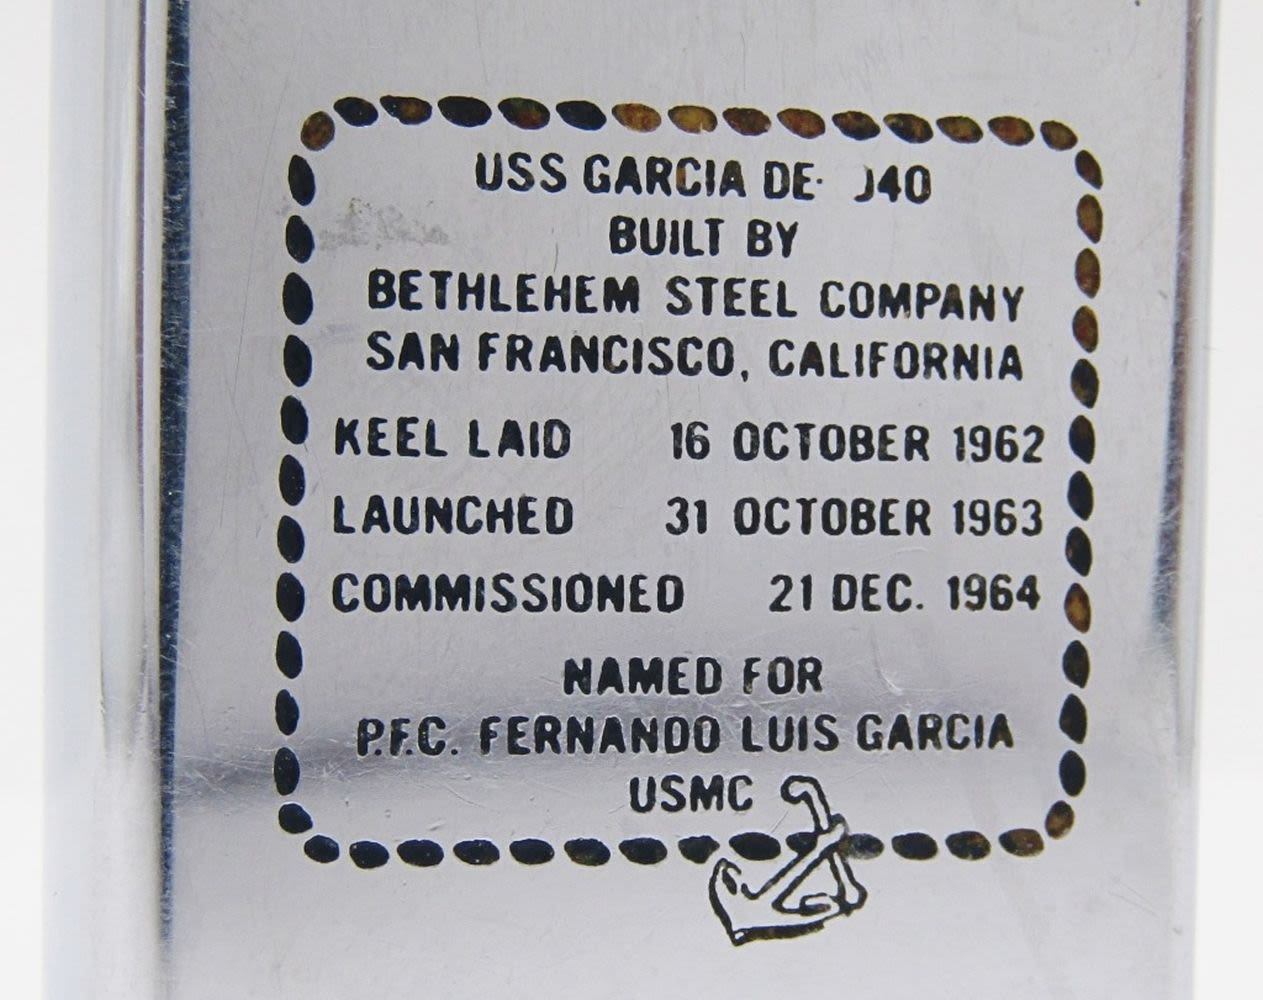 USS GARCIA DE-
BUILT BY
BETHLEHEM STEEL COMPANY
SAN FRANCISCO, CALIFORNIA
KEEL LAID 16 OCTOBER 1962
LAUNCHED 31 OCTOBER 1963
COMMISSIONED 21 DEC. 1964
NAMED FOR
P.F.C. FERNANDO LUIS GARCIA
USMC